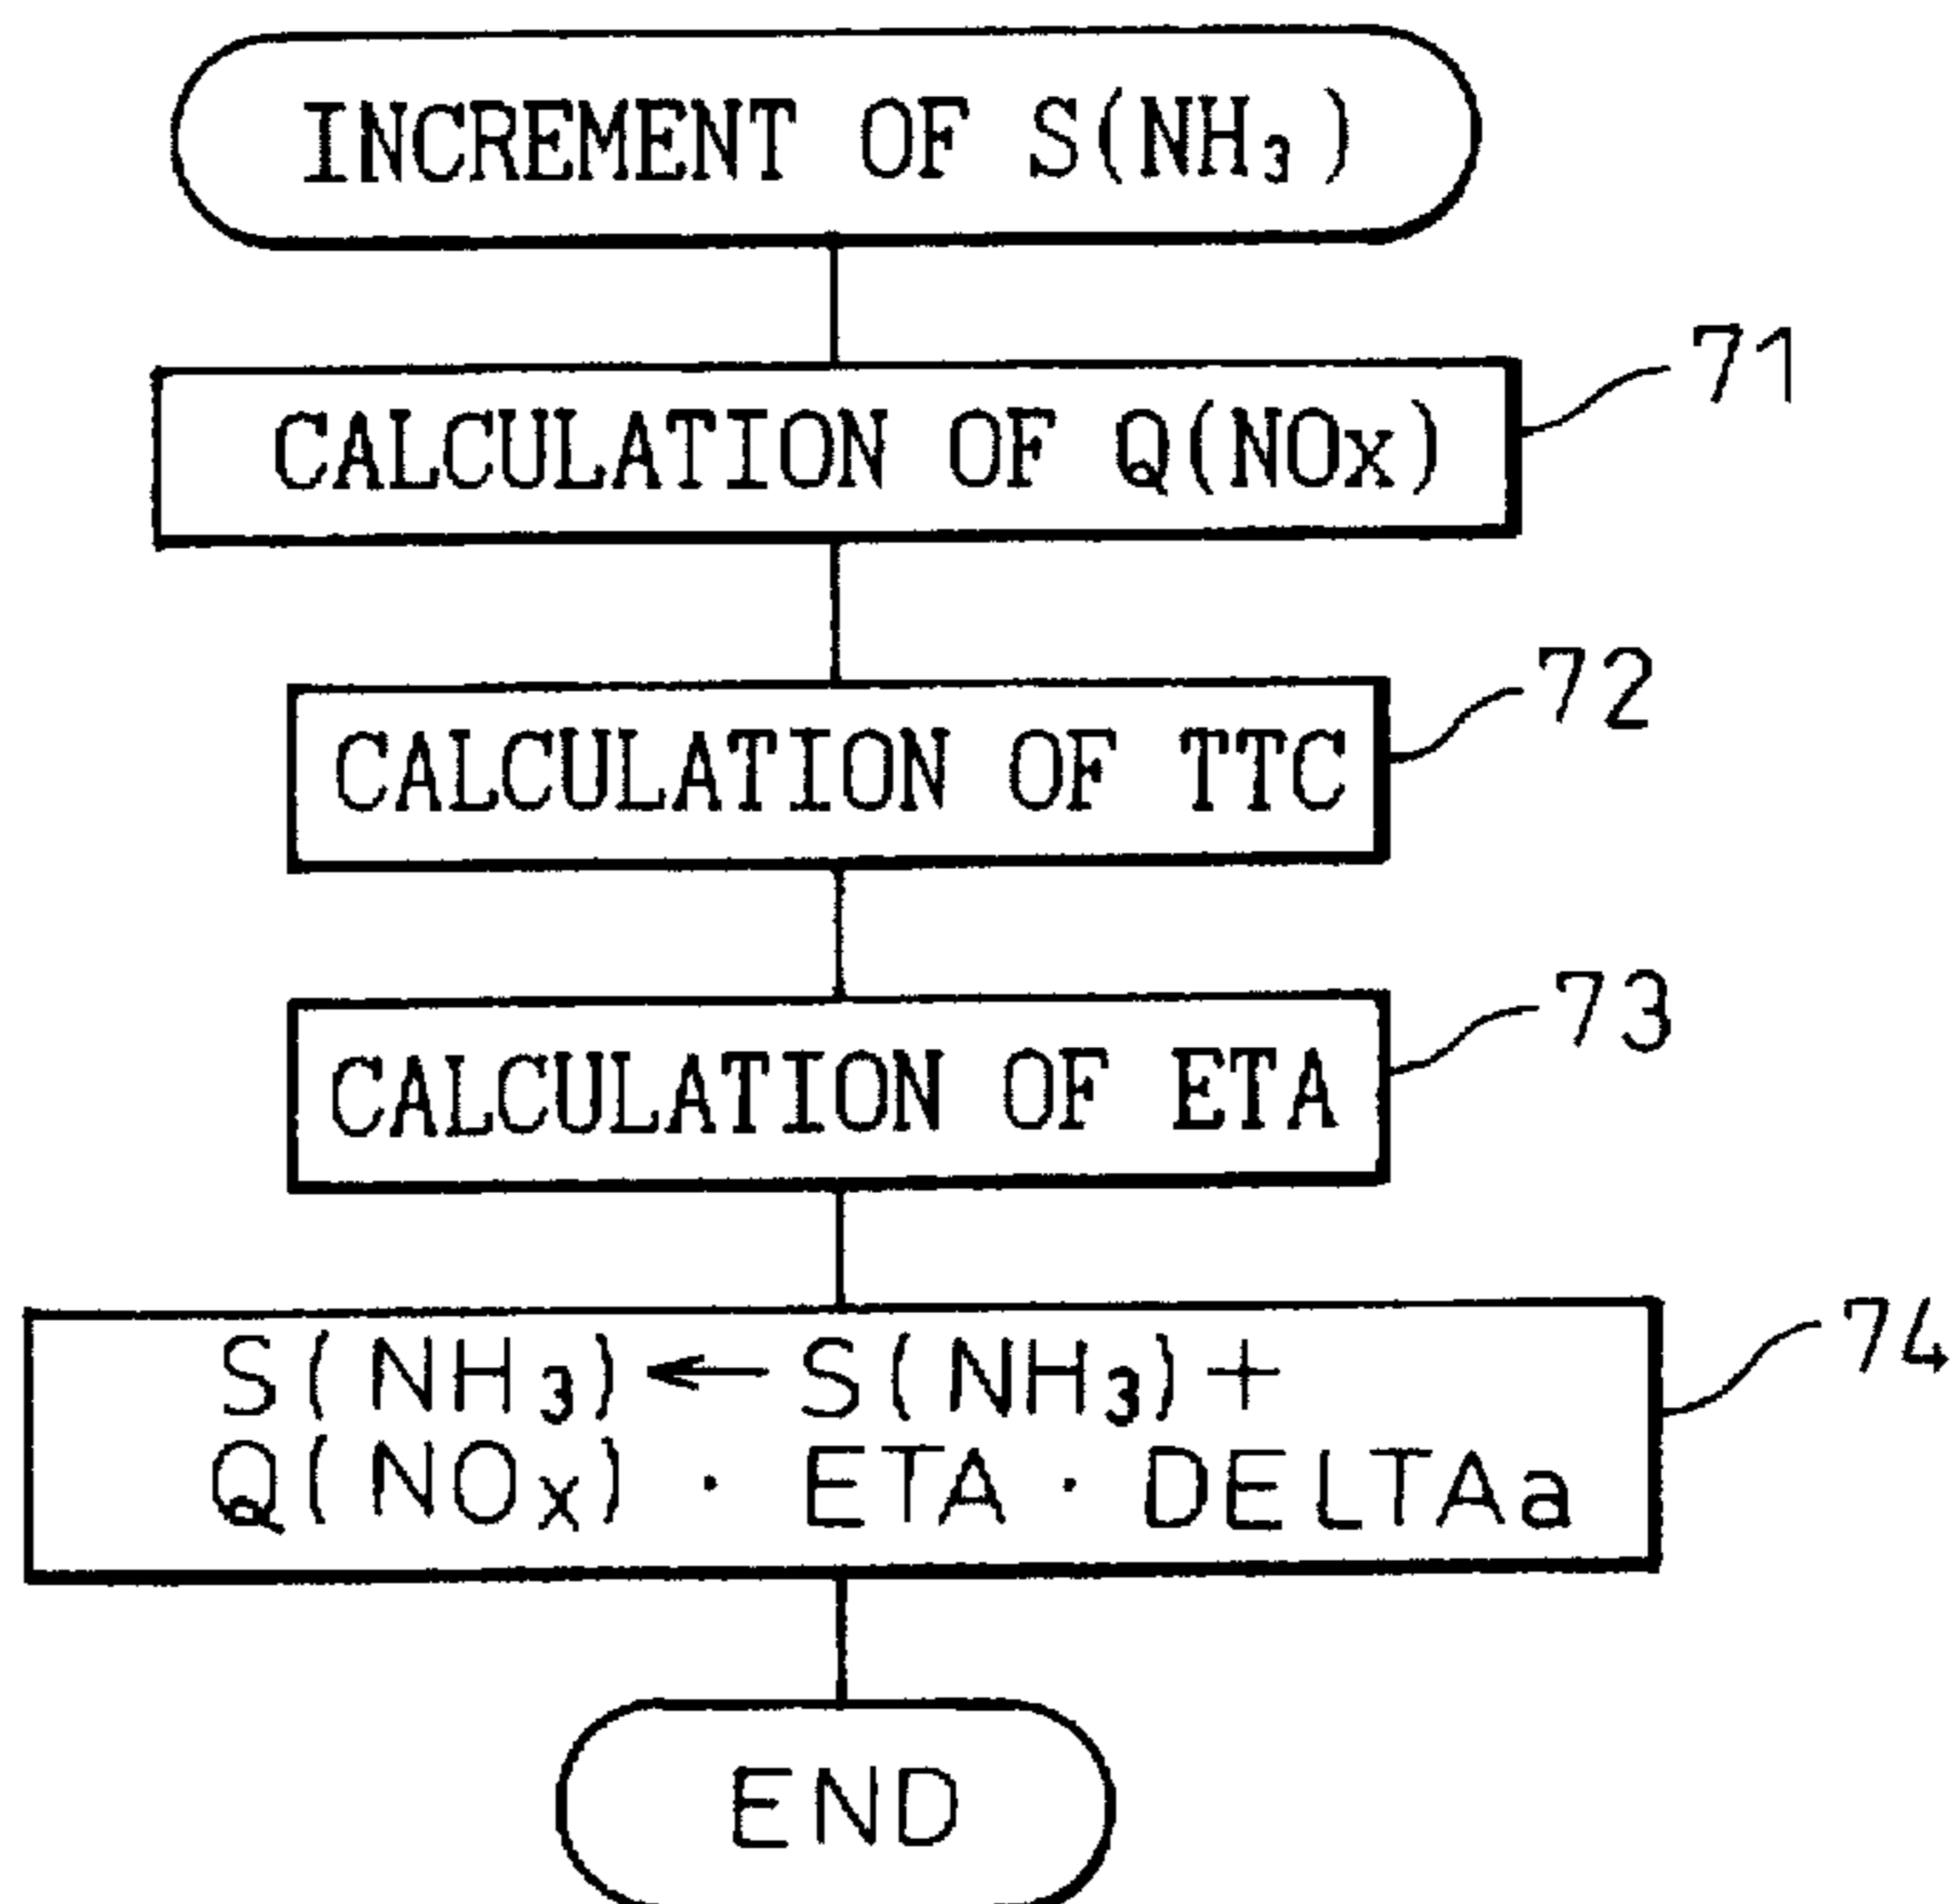 INCREMENT OF S(NH₃)
71
CALCULATION OF Q(NOx)
72
CALCULATION OF TTC
73
CALCULATION OF ETA
74
S(NH₃)←S(NH₃)+
Q(NOx)・ETA・DELTAa
END